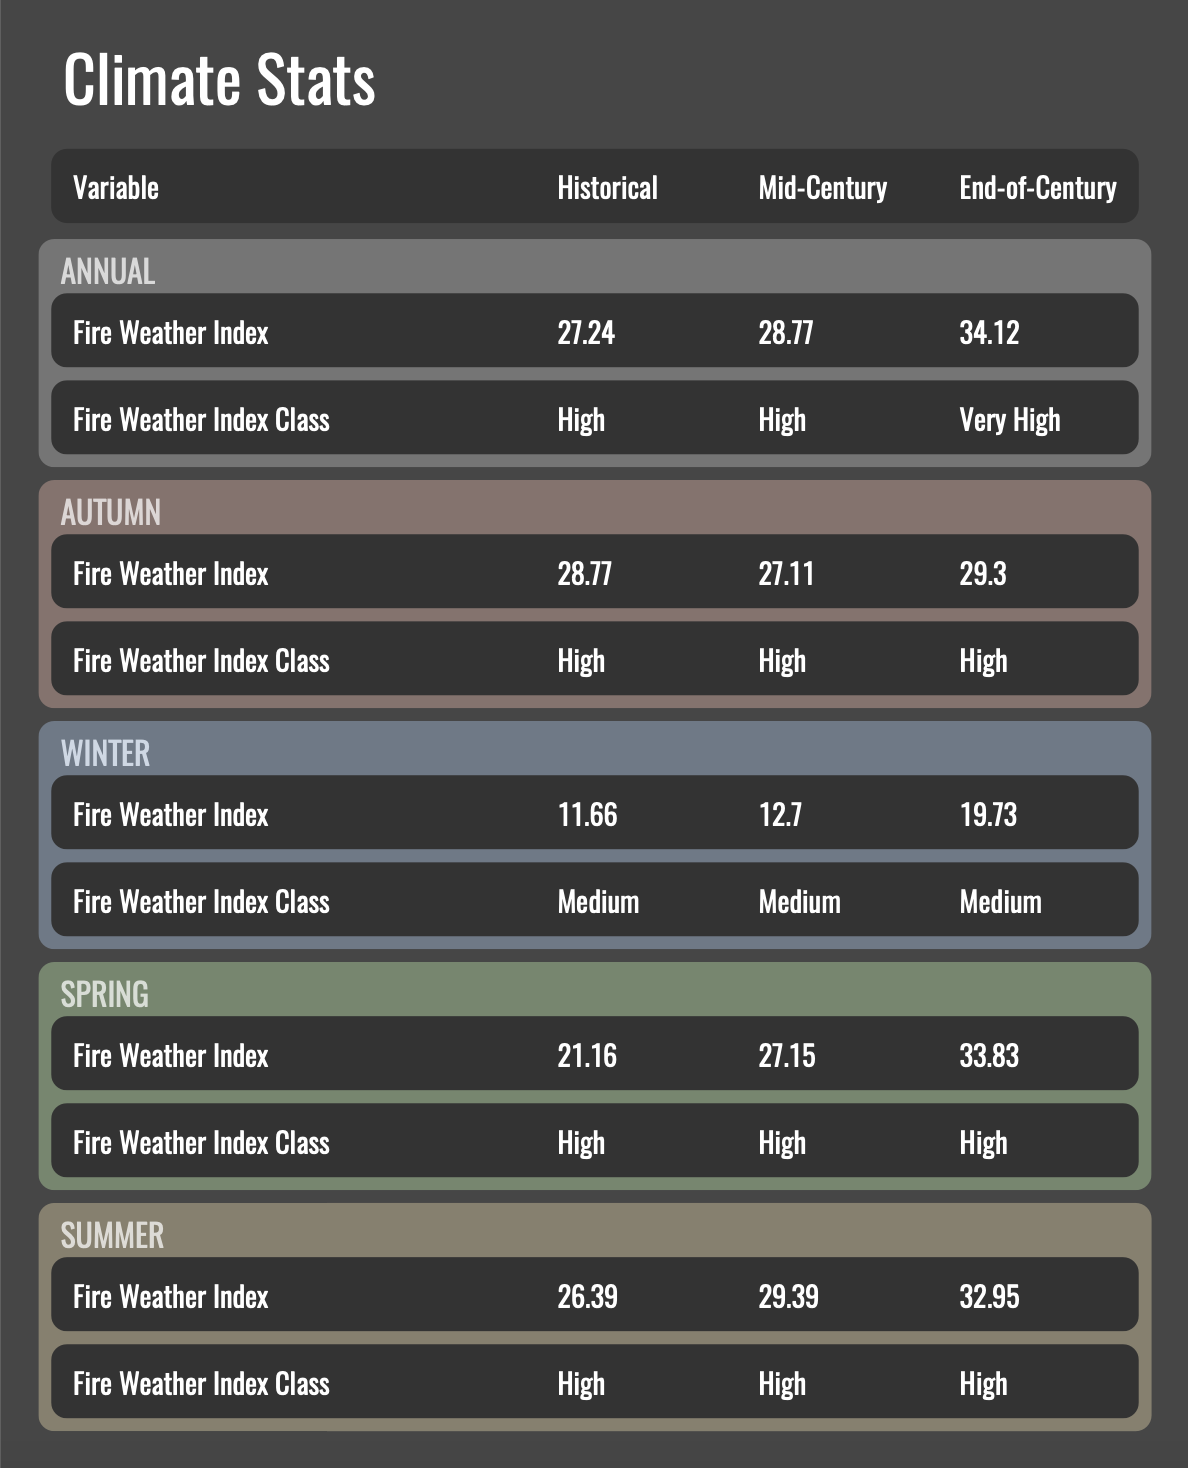 Climate Stats
Variable Historical Mid-Century End-of-Century
ANNUAL
Fire Weather Index 27.24 28.77 34.12
Fire Weather Index Class High High Very High
AUTUMN
Fire Weather Index 28.77 27.11 29.3
Fire Weather Index Class High High High
WINTER
Fire Weather Index 11.66 12.7 19.73
Fire Weather Index Class Medium Medium Medium
SPRING
Fire Weather Index 21.16 27.15 33.83
Fire Weather Index Class High High High
SUMMER
Fire Weather Index 26.39 29.39 32.95
Fire Weather Index Class High High High